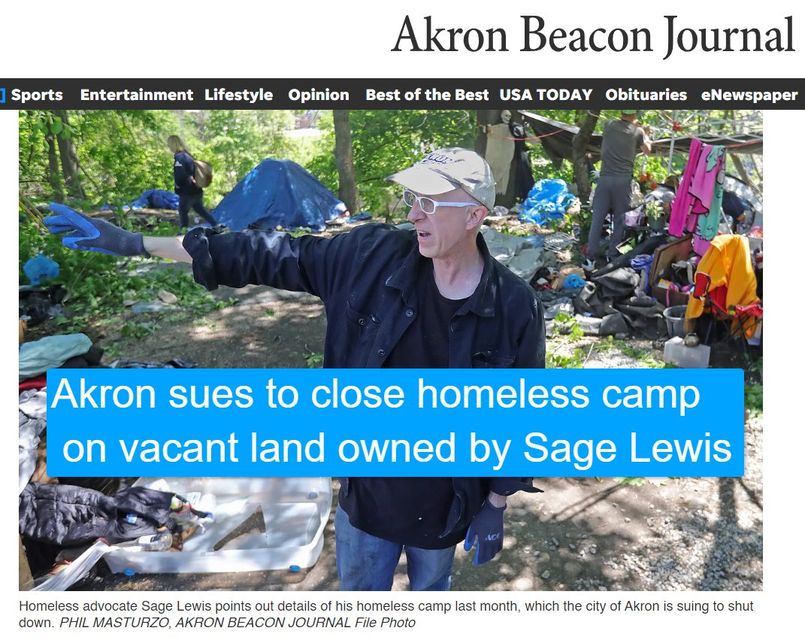 Akron Beacon Journal
Sports Entertainment Lifestyle Opinion Best of the Best USA TODAY Obituaries eNewspaper
Akron sues to close homeless camp
on vacant land owned by Sage Lewis
Homeless advocate Sage Lewis points out details of his homeless camp last month, which the city of Akron is suing to shut
down. PHIL MASTURZO, AKRON BEACON JOURNAL File Photo